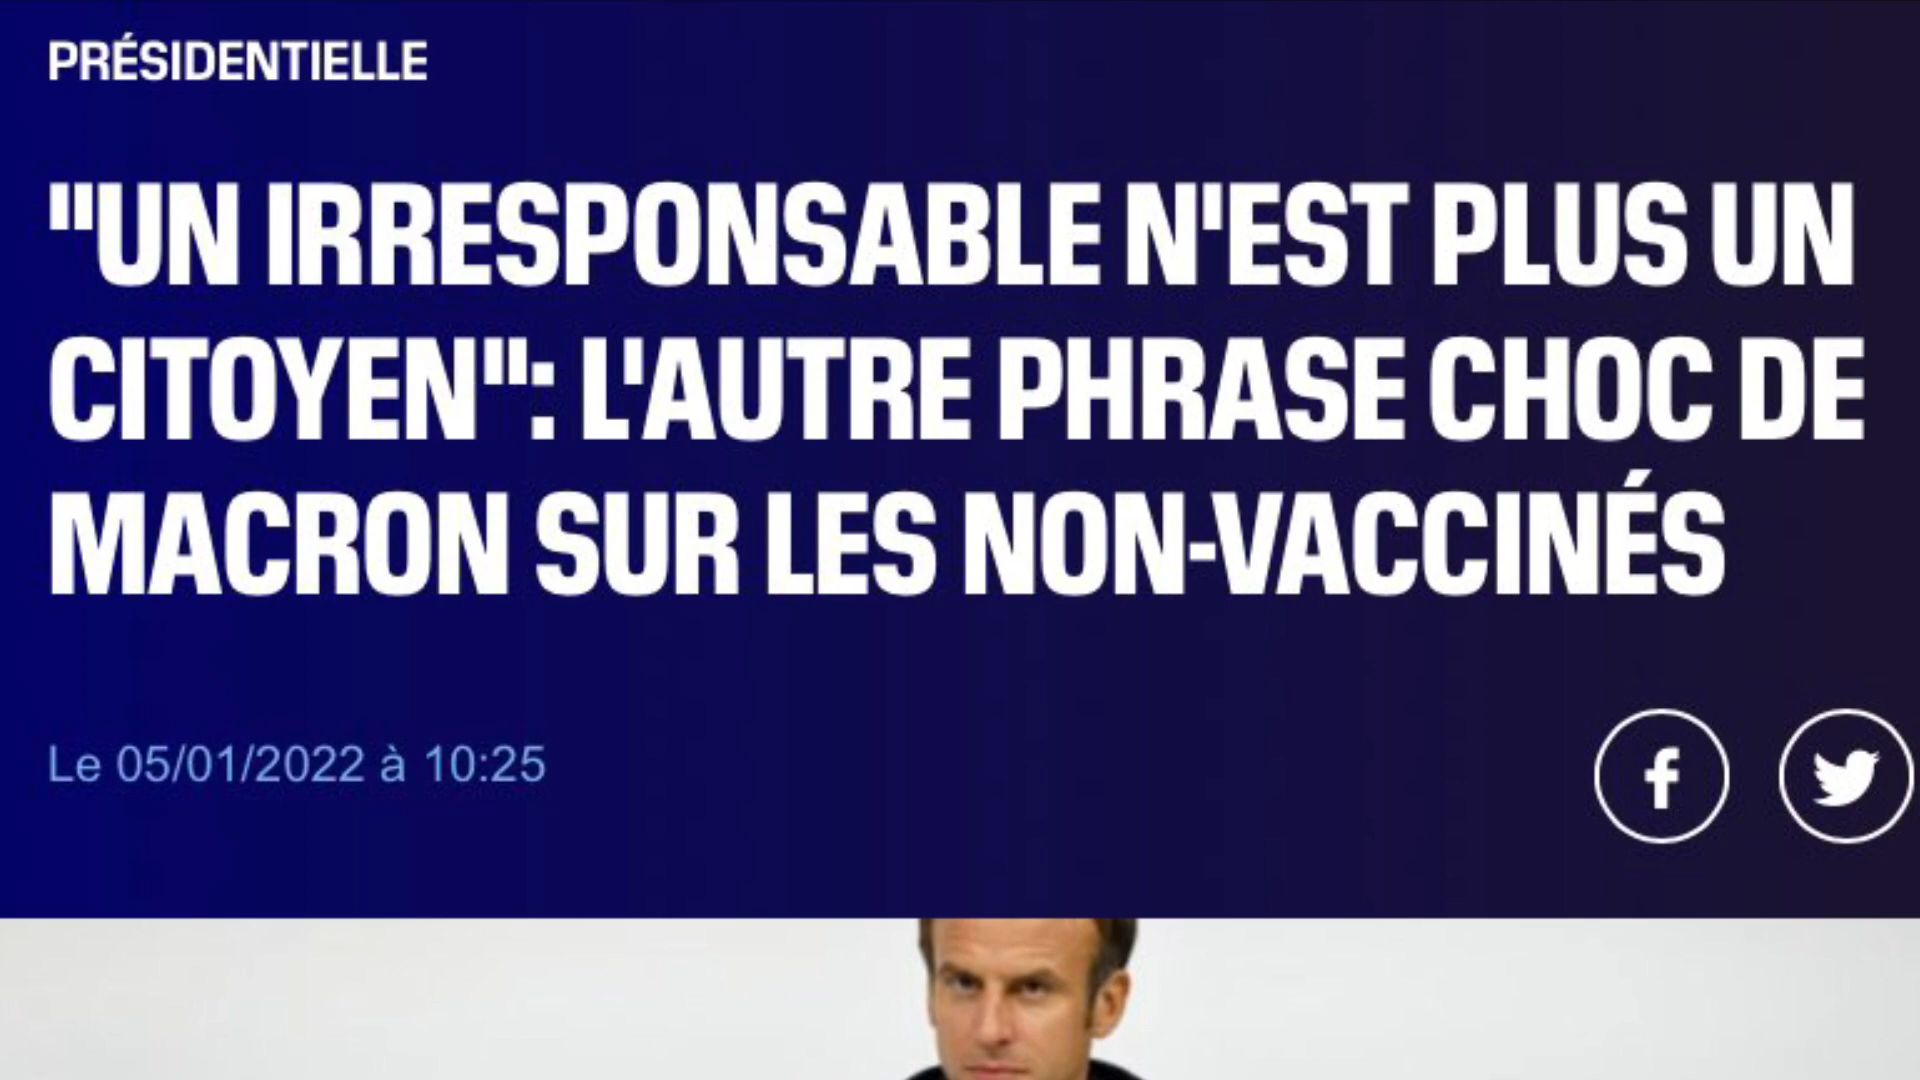 PRÉSIDENTIELLE
"UN IRRESPONSABLE N'EST PLUS UN
CITOYEN": L'AUTRE PHRASE CHOC DE
MACRON SUR LES NON-VACCINÉS
Le 05/01/2022 à 10:25